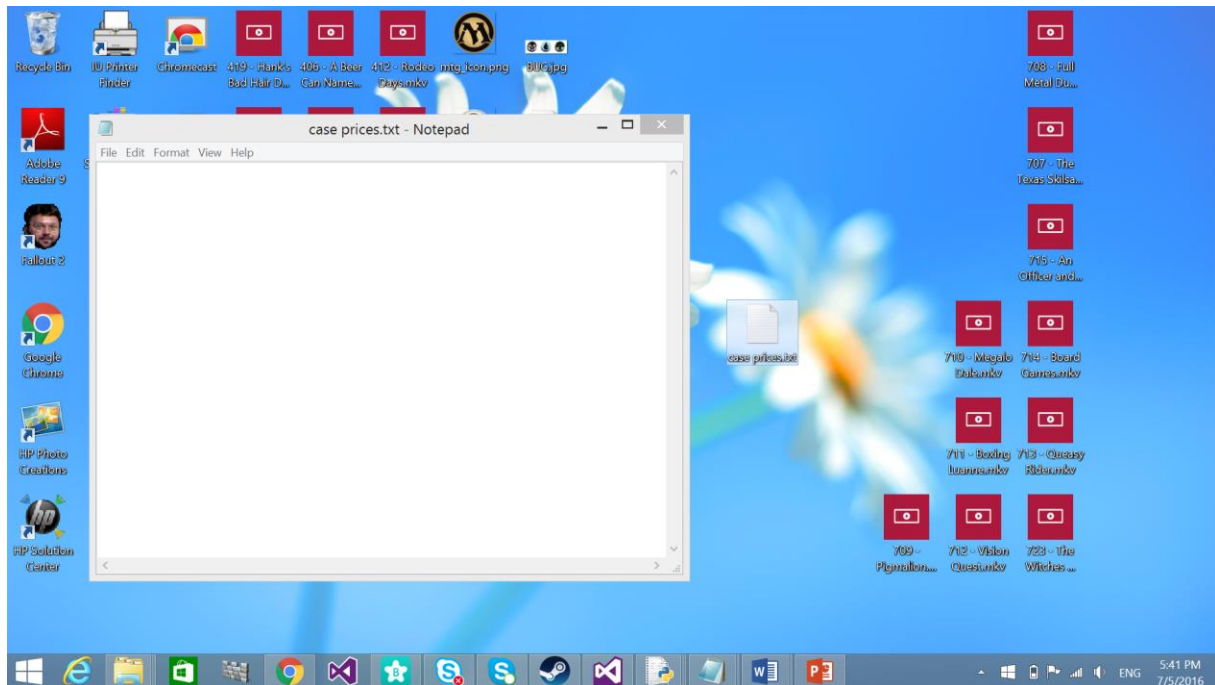 Recycle Bin
IU Printer
Finder
Chromecast
419 - Hank's
Bad Hair D...
406 - A Beer
Can Name...
412 - Rodeo
Days.mkv
mtg_icon.png
BUG.jpg
708 - Full
Metal Du...
case prices.txt - Notepad
File Edit Format View Help
Adobe
Reader 9
S
707 - The
Texas Skilsa...
Fallout 2
715 - An
Officer and...
case prices.txt
Google
Chrome
710 - Megalo
Dale.mkv
714 - Board
Games.mkv
HP Photo
Creations
711 - Boxing
Luanne.mkv
713 - Queasy
Rider.mkv
hp
HP Solution
Center
709 -
Pigmalion...
712 - Vision
Quest.mkv
723 - The
Witches ...
ENG
5:41 PM
7/5/2016